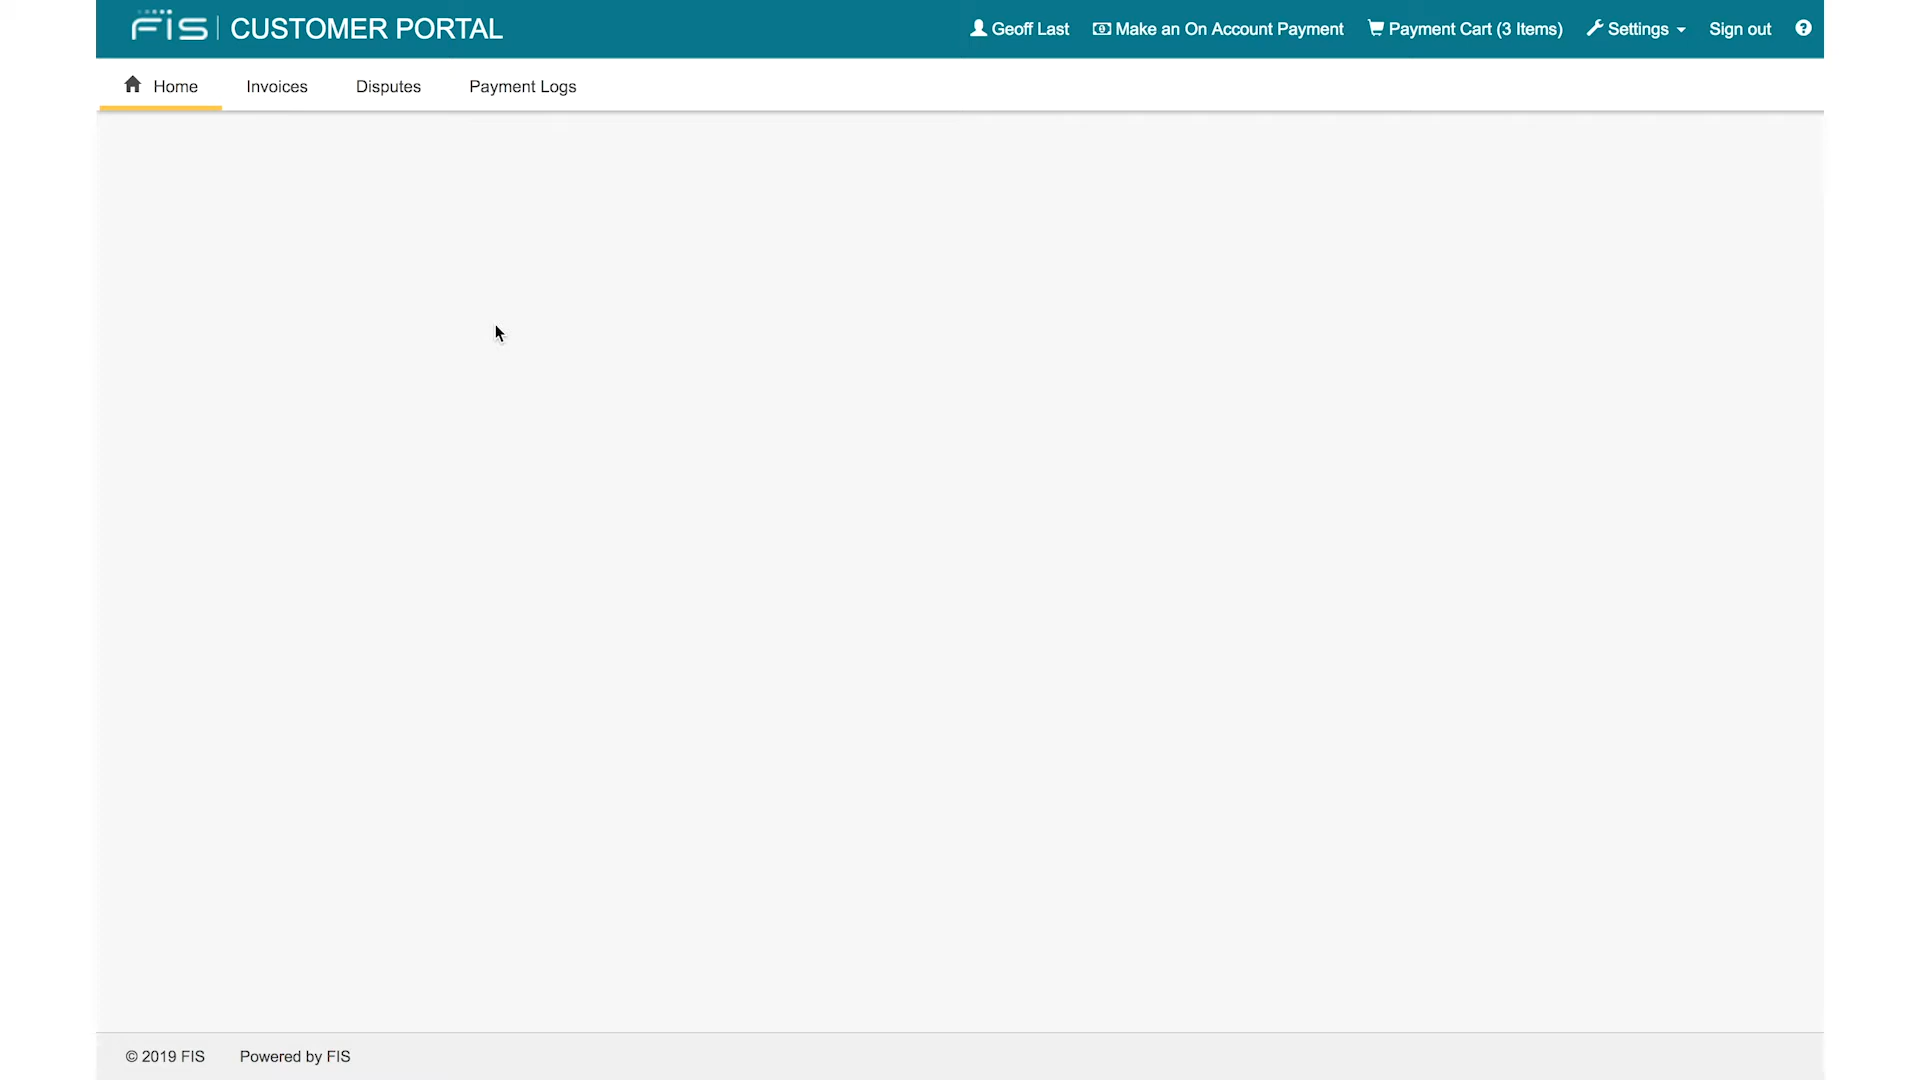 FIS | CUSTOMER PORTAL
Geoff Last Make an On Account Payment Payment Cart (3 Items) Settings Sign out ?
Home Invoices Disputes Payment Logs
© 2019 FIS Powered by FIS